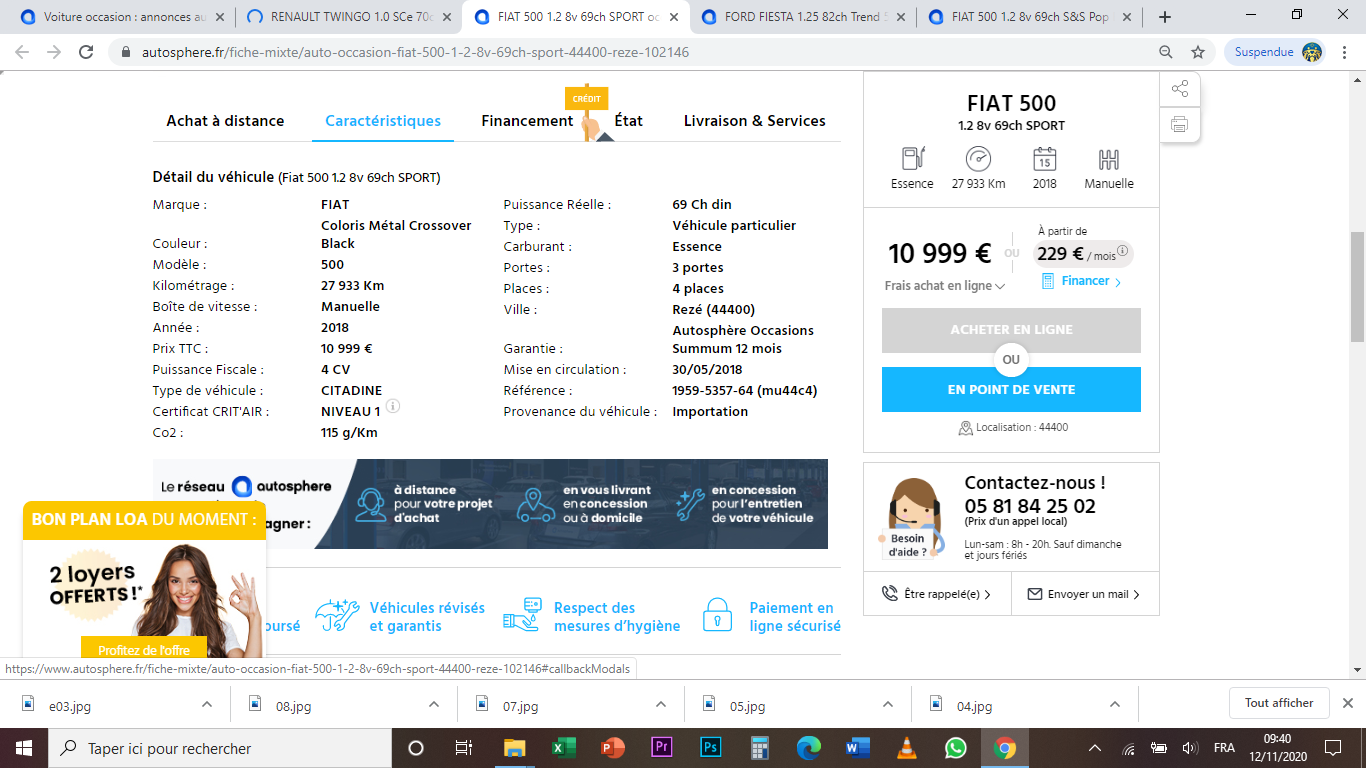 Voiture occasion : annonces au
RENAULT TWINGO 1.0 SCe 70c
FIAT 500 1.2 8v 69ch SPORT oc
FORD FIESTA 1.25 82ch Trend 5
FIAT 500 1.2 8v 69ch S&S Pop
autosphere.fr/fiche-mixte/auto-occasion-fiat-500-1-2-8v-69ch-sport-44400-reze-102146
Suspendue
CRÉDIT
Achat à distance
Caractéristiques
Financement
État
Livraison & Services
Détail du véhicule (Fiat 500 1.2 8v 69ch SPORT)
Marque : FIAT
Couleur : Coloris Métal Crossover
Black
Modèle : 500
Kilométrage : 27 933 Km
Boîte de vitesse : Manuelle
Année : 2018
Prix TTC : 10 999 €
Puissance Fiscale : 4 CV
Type de véhicule : CITADINE
Certificat CRIT'AIR : NIVEAU 1
Co2 : 115 g/Km
Puissance Réelle : 69 Ch din
Type : Véhicule particulier
Carburant : Essence
Portes : 3 portes
Places : 4 places
Ville : Rezé (44400)
Garantie : Autosphère Occasions
Summum 12 mois
Mise en circulation : 30/05/2018
Référence : 1959-5357-64 (mu44c4)
Provenance du véhicule : Importation
FIAT 500
1.2 8v 69ch SPORT
15
Essence
27 933 Km
2018
Manuelle
10 999 €
OU
À partir de
229 € / mois
Frais achat en ligne
Financer
ACHETER EN LIGNE
OU
EN POINT DE VENTE
Localisation : 44400
Besoin
d'aide ?
Contactez-nous !
05 81 84 25 02
(Prix d'un appel local)
Lun-sam : 8h - 20h. Sauf dimanche
et jours fériés
Être rappelé(e)
Envoyer un mail
Le réseau autosphere
agner :
à distance
pour votre projet
d'achat
en vous livrant
en concession
ou à domicile
en concession
pour l'entretien
de votre véhicule
BON PLAN LOA DU MOMENT :
2 loyers
OFFERTS !*
Profitez de l'offre
oursé
Véhicules révisés
et garantis
Respect des
mesures d'hygiène
Paiement en
ligne sécurisé
https://www.autosphere.fr/fiche-mixte/auto-occasion-fiat-500-1-2-8v-69ch-sport-44400-reze-102146#callbackModals
e03.jpg
08.jpg
07.jpg
05.jpg
04.jpg
Tout afficher
Taper ici pour rechercher
Pr
Ps
FRA
09:40
12/11/2020